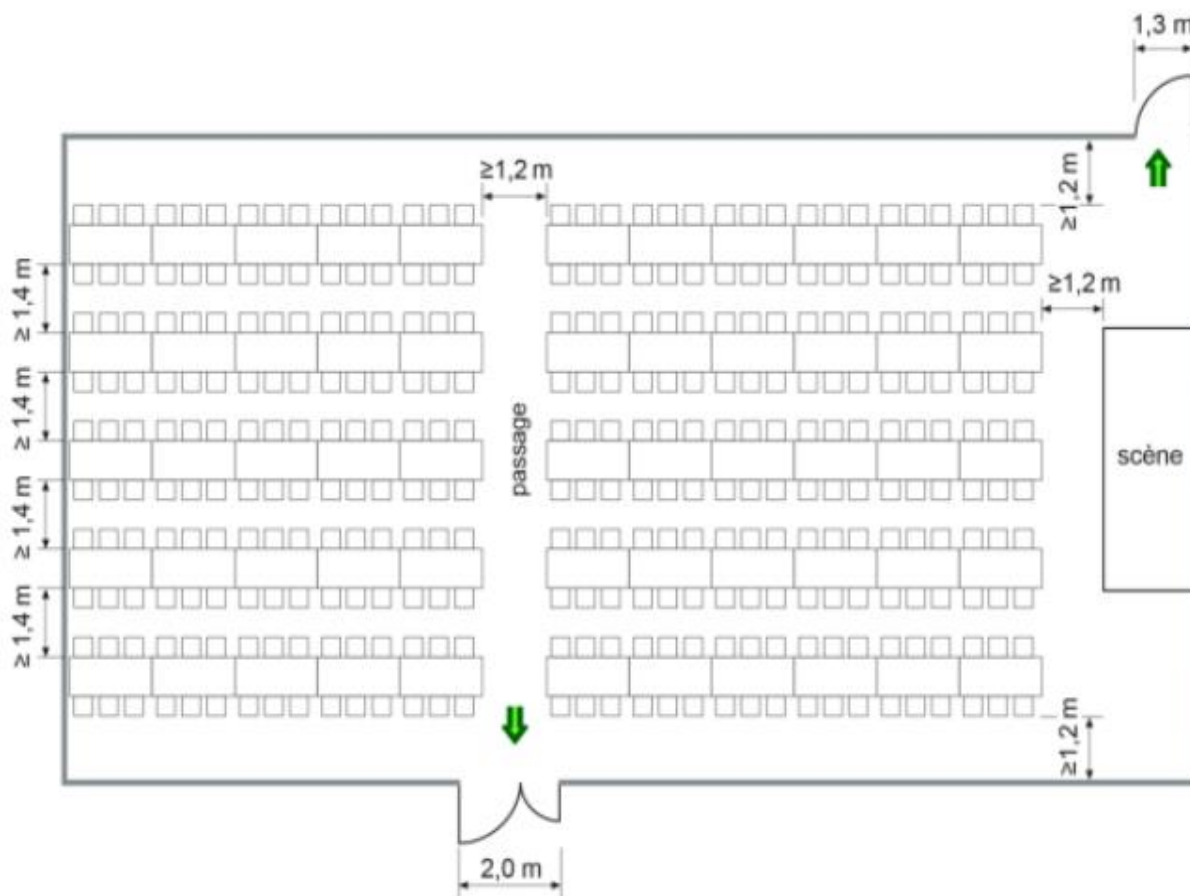 1,3 m
≥1,2 m
≥1,2 m
≥1,2 m
≥ 1,4 m
≥ 1,4 m
≥ 1,4 m
≥ 1,4 m
passage
scène
≥1,2 m
2,0 m